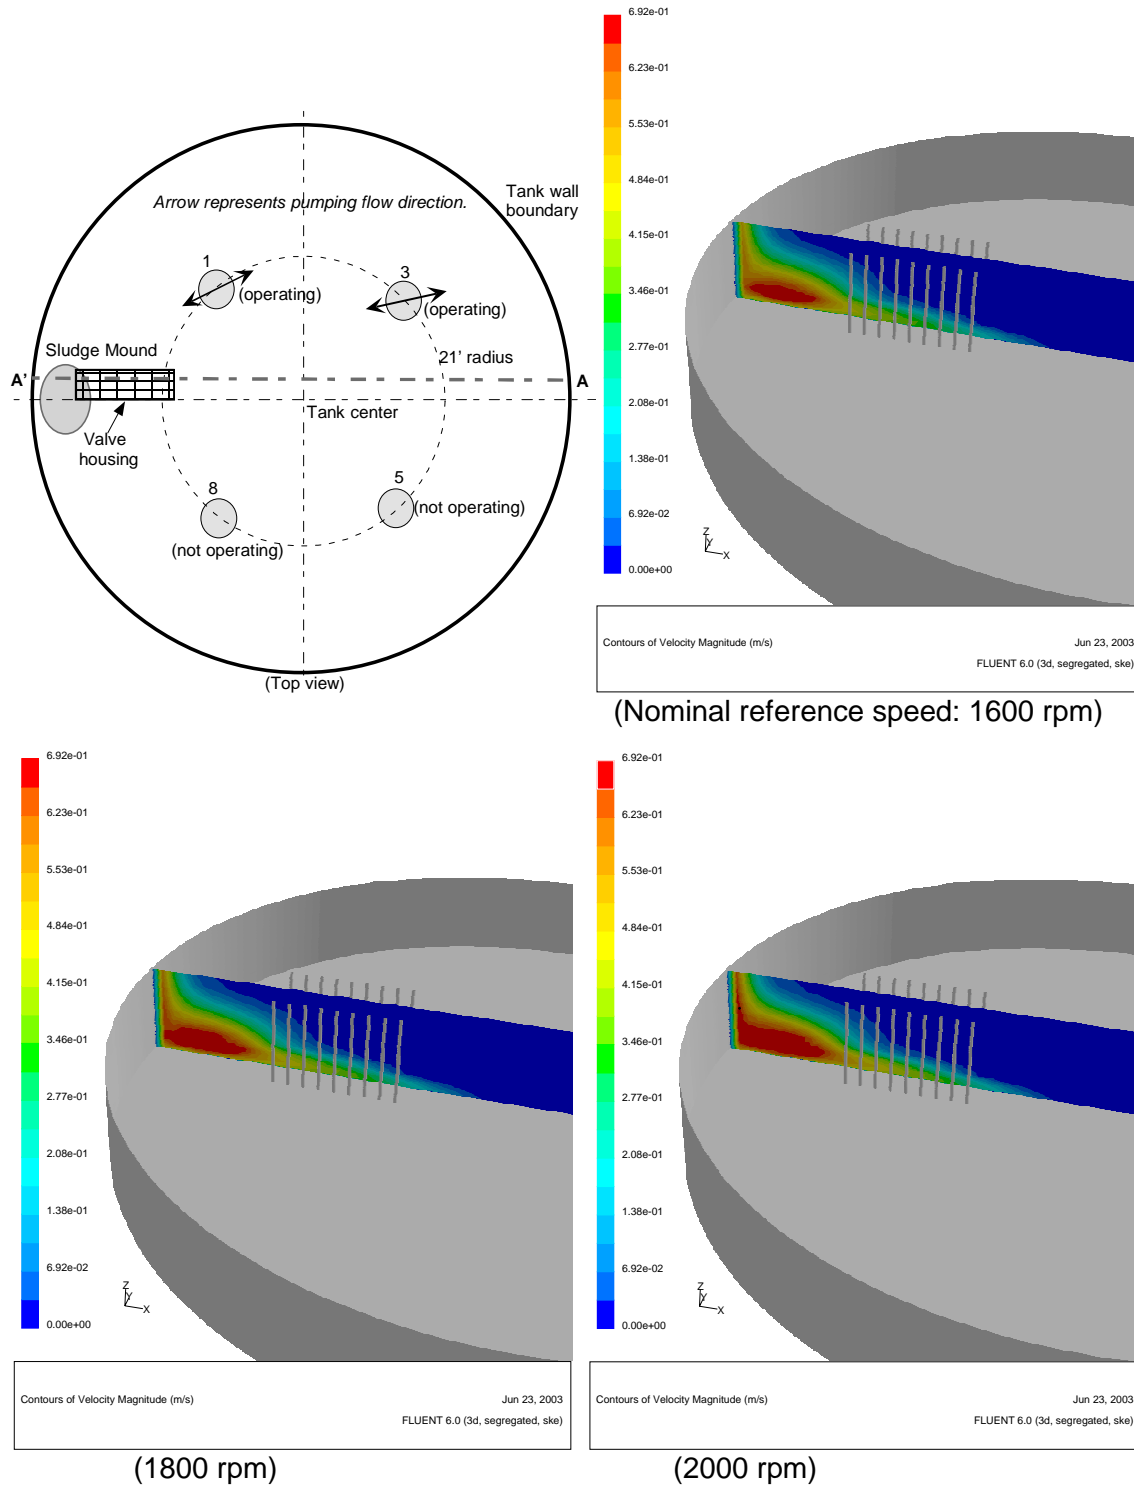 Arrow represents pumping flow direction.
Tank wall
boundary
1
(operating)
3
(operating)
Sludge Mound
21' radius
A'
A
Tank center
Valve
housing
8
(not operating)
5
(not operating)
(Top view)
6.92e-01
6.23e-01
5.53e-01
4.84e-01
4.15e-01
3.46e-01
2.77e-01
2.08e-01
1.38e-01
6.92e-02
0.00e+00
Z
Y
X
Contours of Velocity Magnitude (m/s)
Jun 23, 2003
FLUENT 6.0 (3d, segregated, ske)
(Nominal reference speed: 1600 rpm)
6.92e-01
6.23e-01
5.53e-01
4.84e-01
4.15e-01
3.46e-01
2.77e-01
2.08e-01
1.38e-01
6.92e-02
0.00e+00
Z
Y
X
Contours of Velocity Magnitude (m/s)
Jun 23, 2003
FLUENT 6.0 (3d, segregated, ske)
(1800 rpm)
6.92e-01
6.23e-01
5.53e-01
4.84e-01
4.15e-01
3.46e-01
2.77e-01
2.08e-01
1.38e-01
6.92e-02
0.00e+00
Z
Y
X
Contours of Velocity Magnitude (m/s)
Jun 23, 2003
FLUENT 6.0 (3d, segregated, ske)
(2000 rpm)